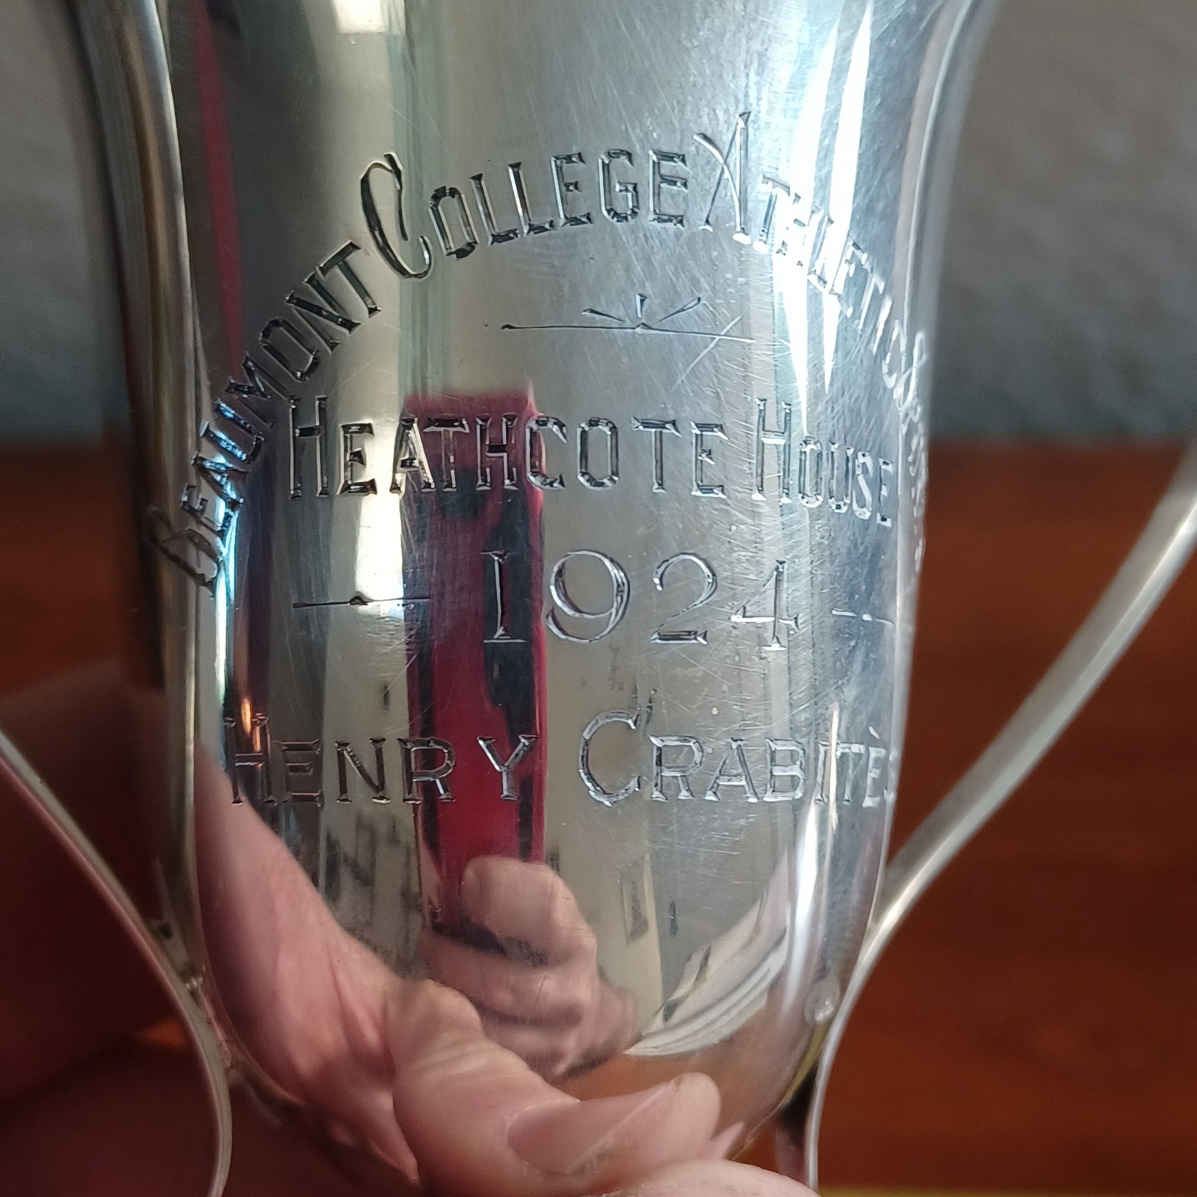 BEAUMONT COLLEGE ATHLETIC
HEATHCOTE HOUSE
1924
HENRY CRABITÈS